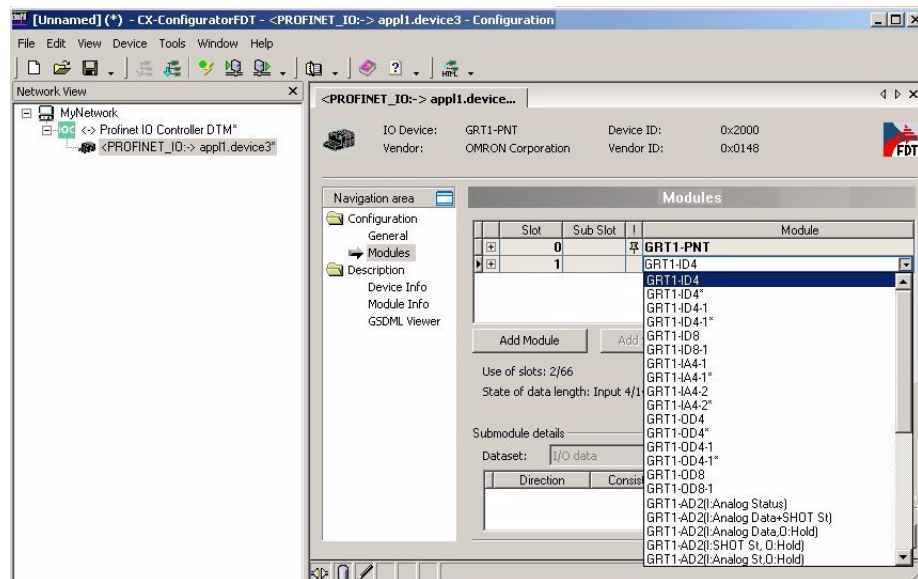 [Unnamed] (*) - CX-ConfiguratorFDT - <PROFINET_IO:-> appl1.device3 - Configuration
File Edit View Device Tools Window Help
HTML
Network View
MyNetwork
<-> Profinet IO Controller DTM*
<PROFINET_IO:-> appl1.device3*
<PROFINET_IO:-> appl1.device...
IO Device: GRT1-PNT Device ID: 0x2000
Vendor: OMRON Corporation Vendor ID: 0x0148
FDT
Navigation area
Configuration
General
Modules
Description
Device Info
Module Info
GSDML Viewer
Modules
Slot Sub Slot ! Module
0 GRT1-PNT
1 GRT1-ID4
GRT1-ID4
GRT1-ID4*
GRT1-ID4-1
GRT1-ID4-1*
GRT1-ID8
GRT1-ID8-1
GRT1-IA4-1
GRT1-IA4-1*
GRT1-IA4-2
GRT1-IA4-2*
GRT1-OD4
GRT1-OD4*
GRT1-OD4-1
GRT1-OD4-1*
GRT1-OD8
GRT1-OD8-1
GRT1-AD2(I:Analog Status)
GRT1-AD2(I:Analog Data+SHOT St)
GRT1-AD2(I:Analog Data,O:Hold)
GRT1-AD2(I:SHOT St, O:Hold)
GRT1-AD2(I:Analog St,O:Hold)
Add Module
Add
Use of slots: 2/66
State of data length: Input 4/1
Submodule details
Dataset: I/O data
Direction Consis